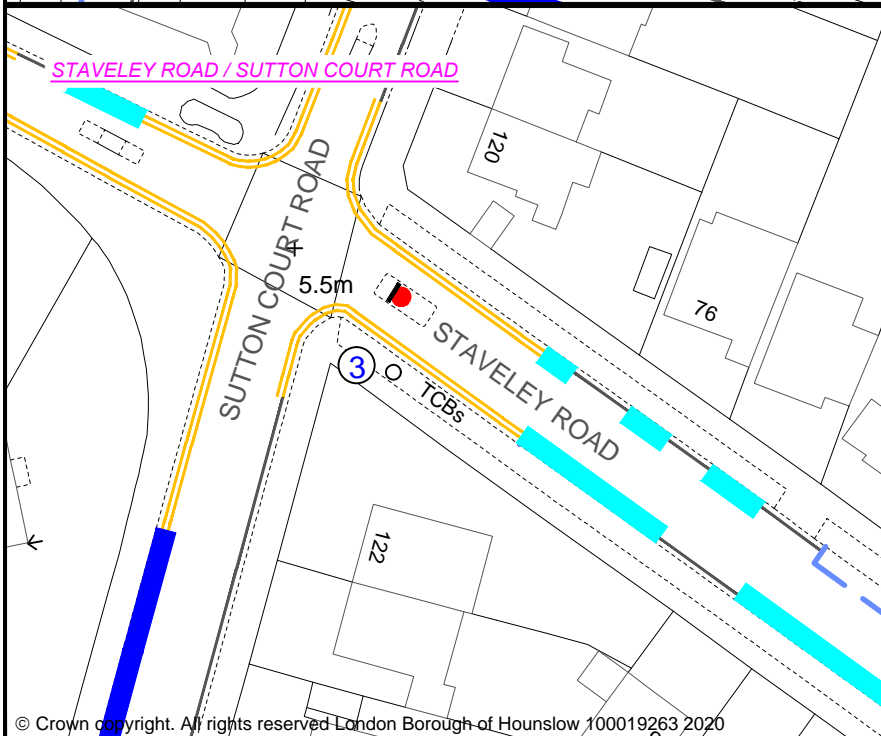 STAVELEY ROAD / SUTTON COURT ROAD
120
SUTTON COURT ROAD
5.5m
76
STAVELEY ROAD
3
TCBs
122
© Crown copyright. All rights reserved London Borough of Hounslow 100019263 2020